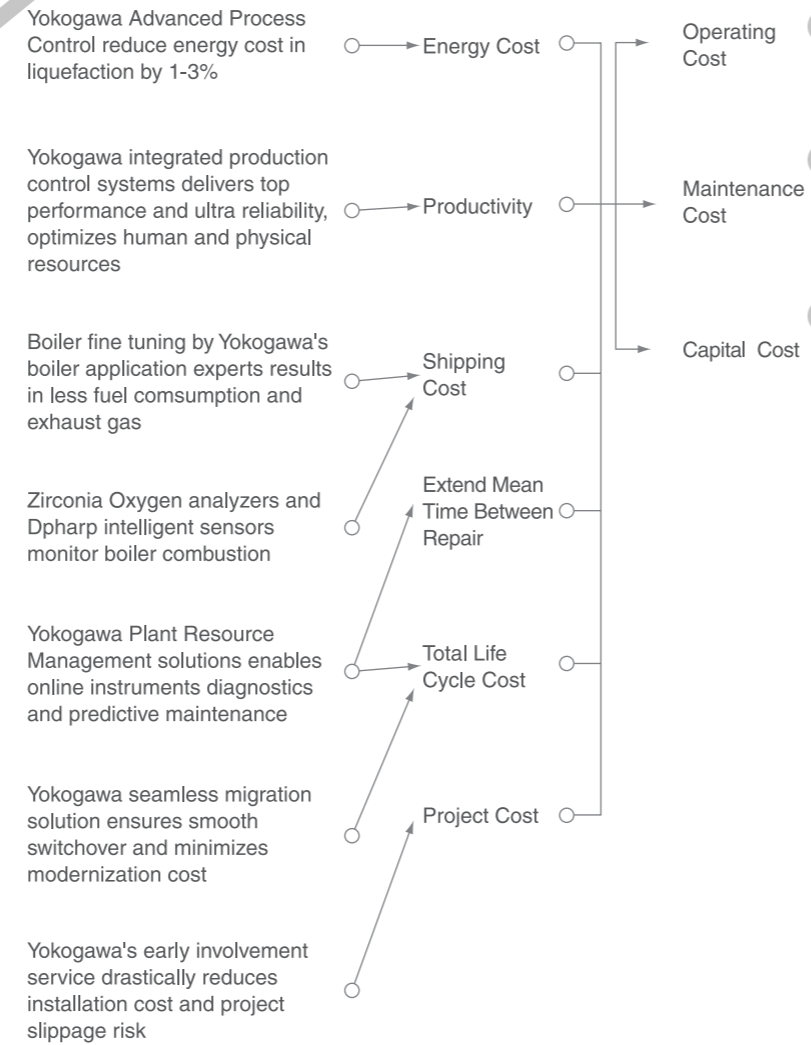 Yokogawa Advanced Process
Control reduce energy cost in
liquefaction by 1-3%
Energy Cost
Operating
Cost
Yokogawa integrated production
control systems delivers top
performance and ultra reliability,
optimizes human and physical
resources
Productivity
Maintenance
Cost
Boiler fine tuning by Yokogawa's
boiler application experts results
in less fuel comsumption and
exhaust gas
Shipping
Cost
Capital Cost
Zirconia Oxygen analyzers and
Dpharp intelligent sensors
monitor boiler combustion
Extend Mean
Time Between
Repair
Yokogawa Plant Resource
Management solutions enables
online instruments diagnostics
and predictive maintenance
Total Life
Cycle Cost
Yokogawa seamless migration
solution ensures smooth
switchover and minimizes
modernization cost
Project Cost
Yokogawa's early involvement
service drastically reduces
installation cost and project
slippage risk